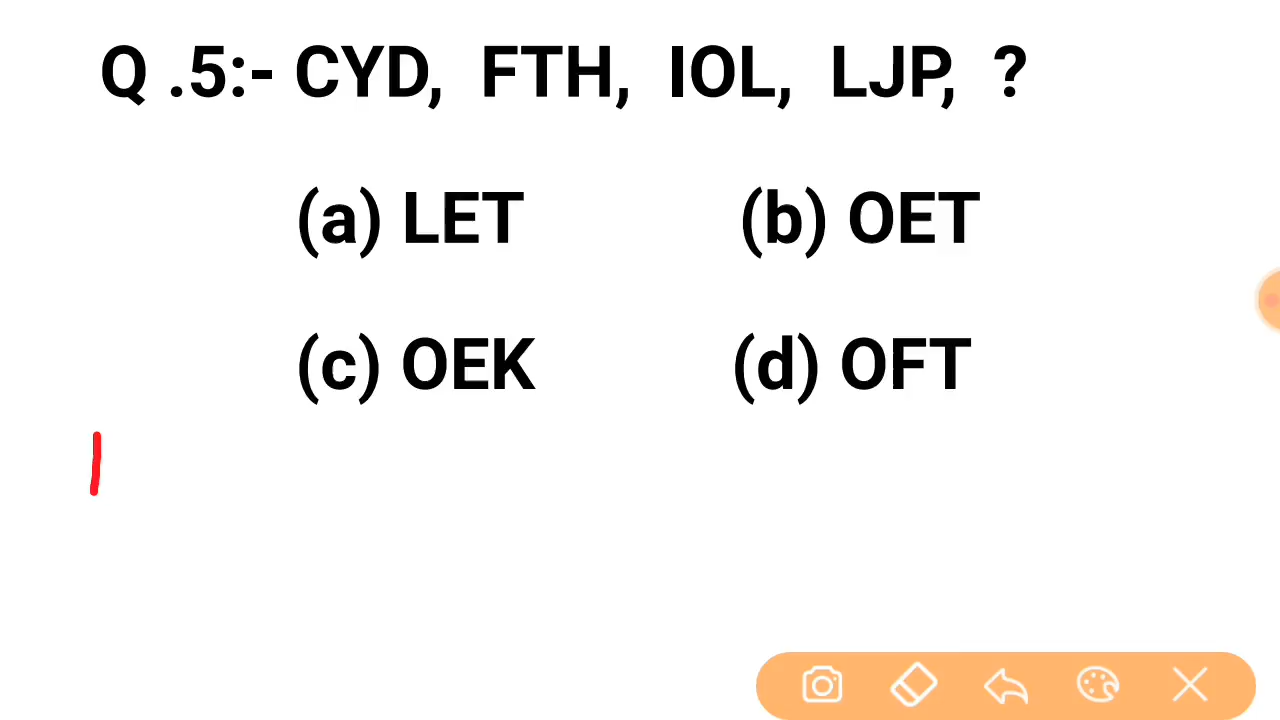 Q .5:- CYD, FTH, IOL, LJP, ?
(a) LET (b) OET
(c) OEK (d) OFT